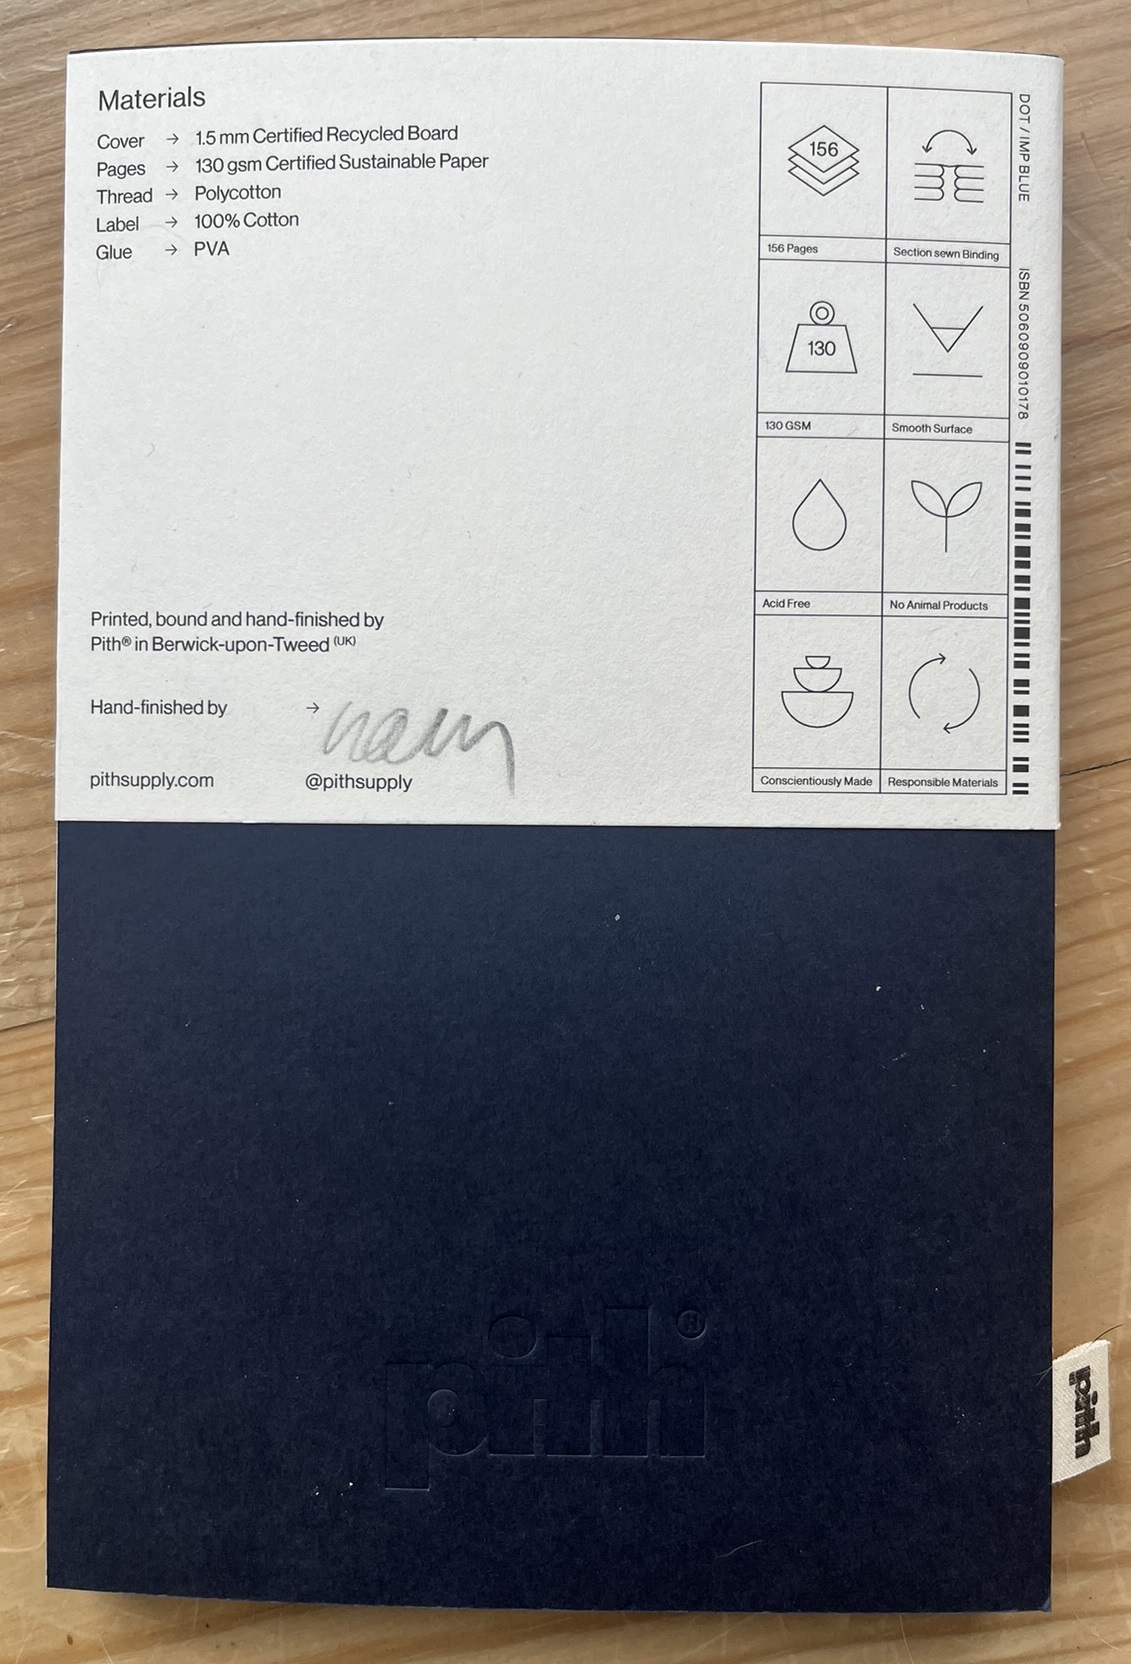 Materials
Cover → 1.5 mm Certified Recycled Board
Pages → 130 gsm Certified Sustainable Paper
Thread → Polycotton
Label → 100% Cotton
Glue → PVA
Printed, bound and hand-finished by
Pith® in Berwick-upon-Tweed (UK)
Hand-finished by →
pithsupply.com @pithsupply
156
156 Pages
Section sewn Binding
130
130 GSM
Smooth Surface
Acid Free
No Animal Products
Conscientiously Made
Responsible Materials
DOT / IMP BLUE ISBN 5060909010178
pith®
pith